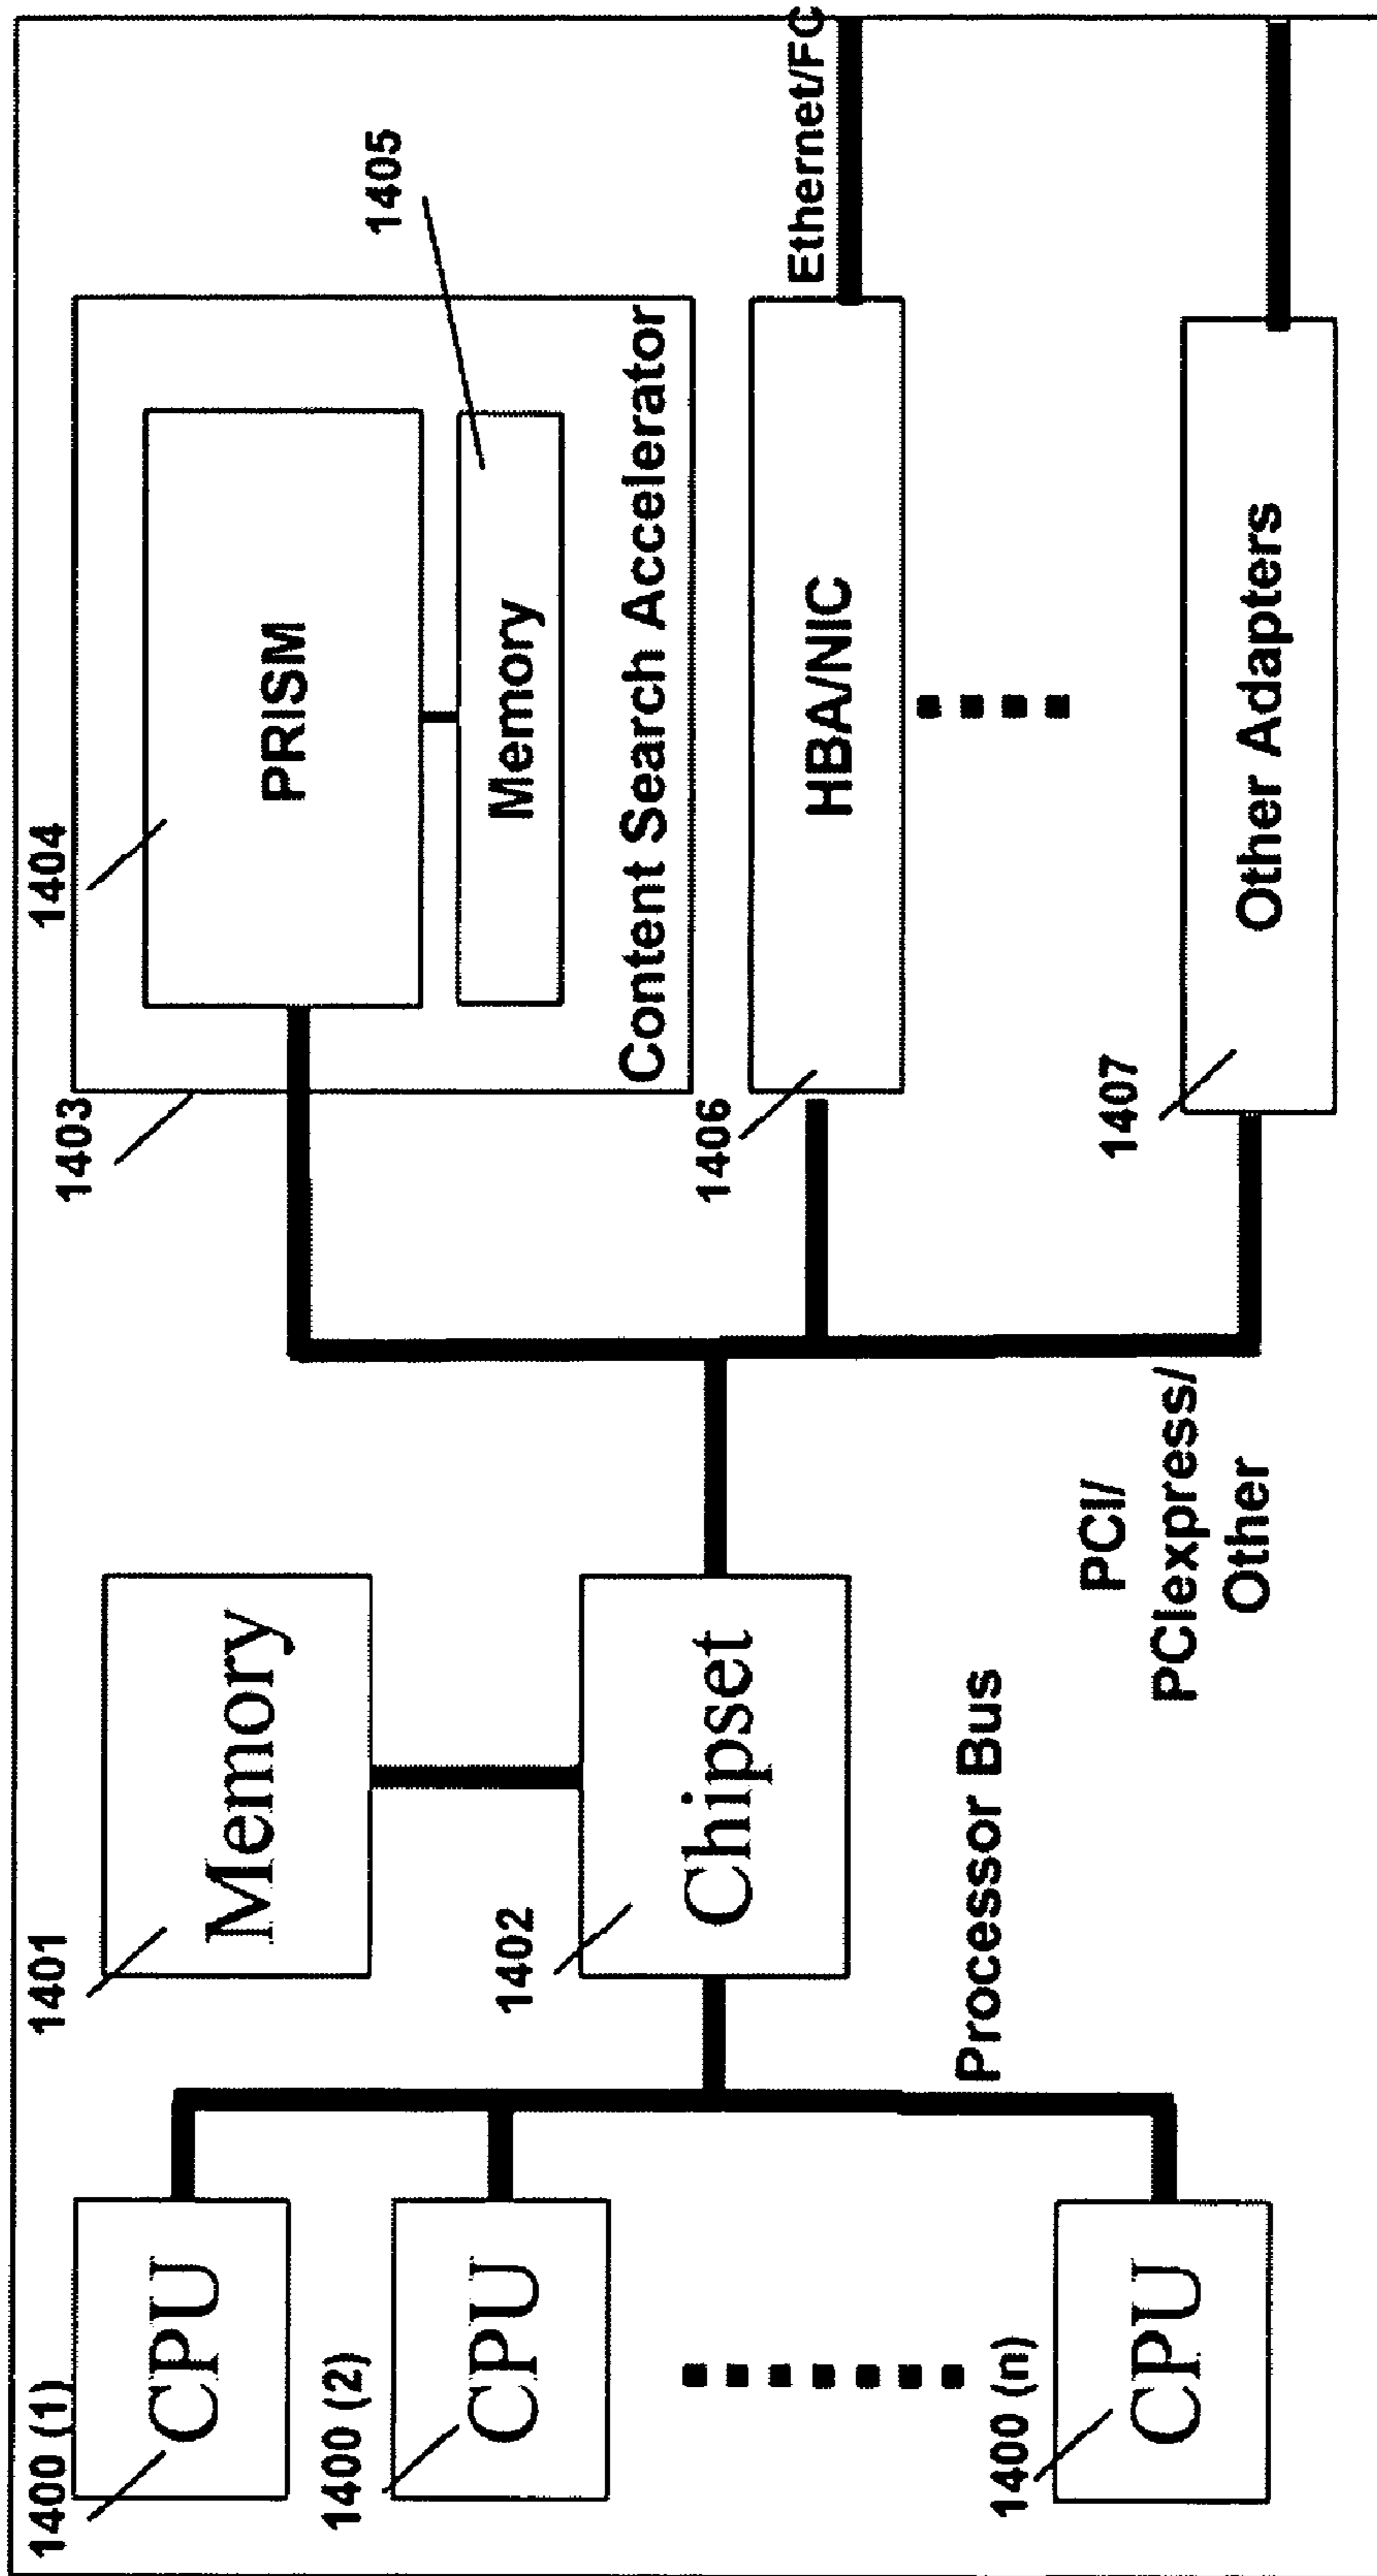 1400 (1)
CPU
1400 (2)
CPU
1400 (n)
CPU
Processor Bus
1401
Memory
1402
Chipset
PCI/
PCIexpress/
Other
1403
1404
PRISM
1405
Memory
Content Search Accelerator
1406
HBA/NIC
Ethernet/FC
1407
Other Adapters